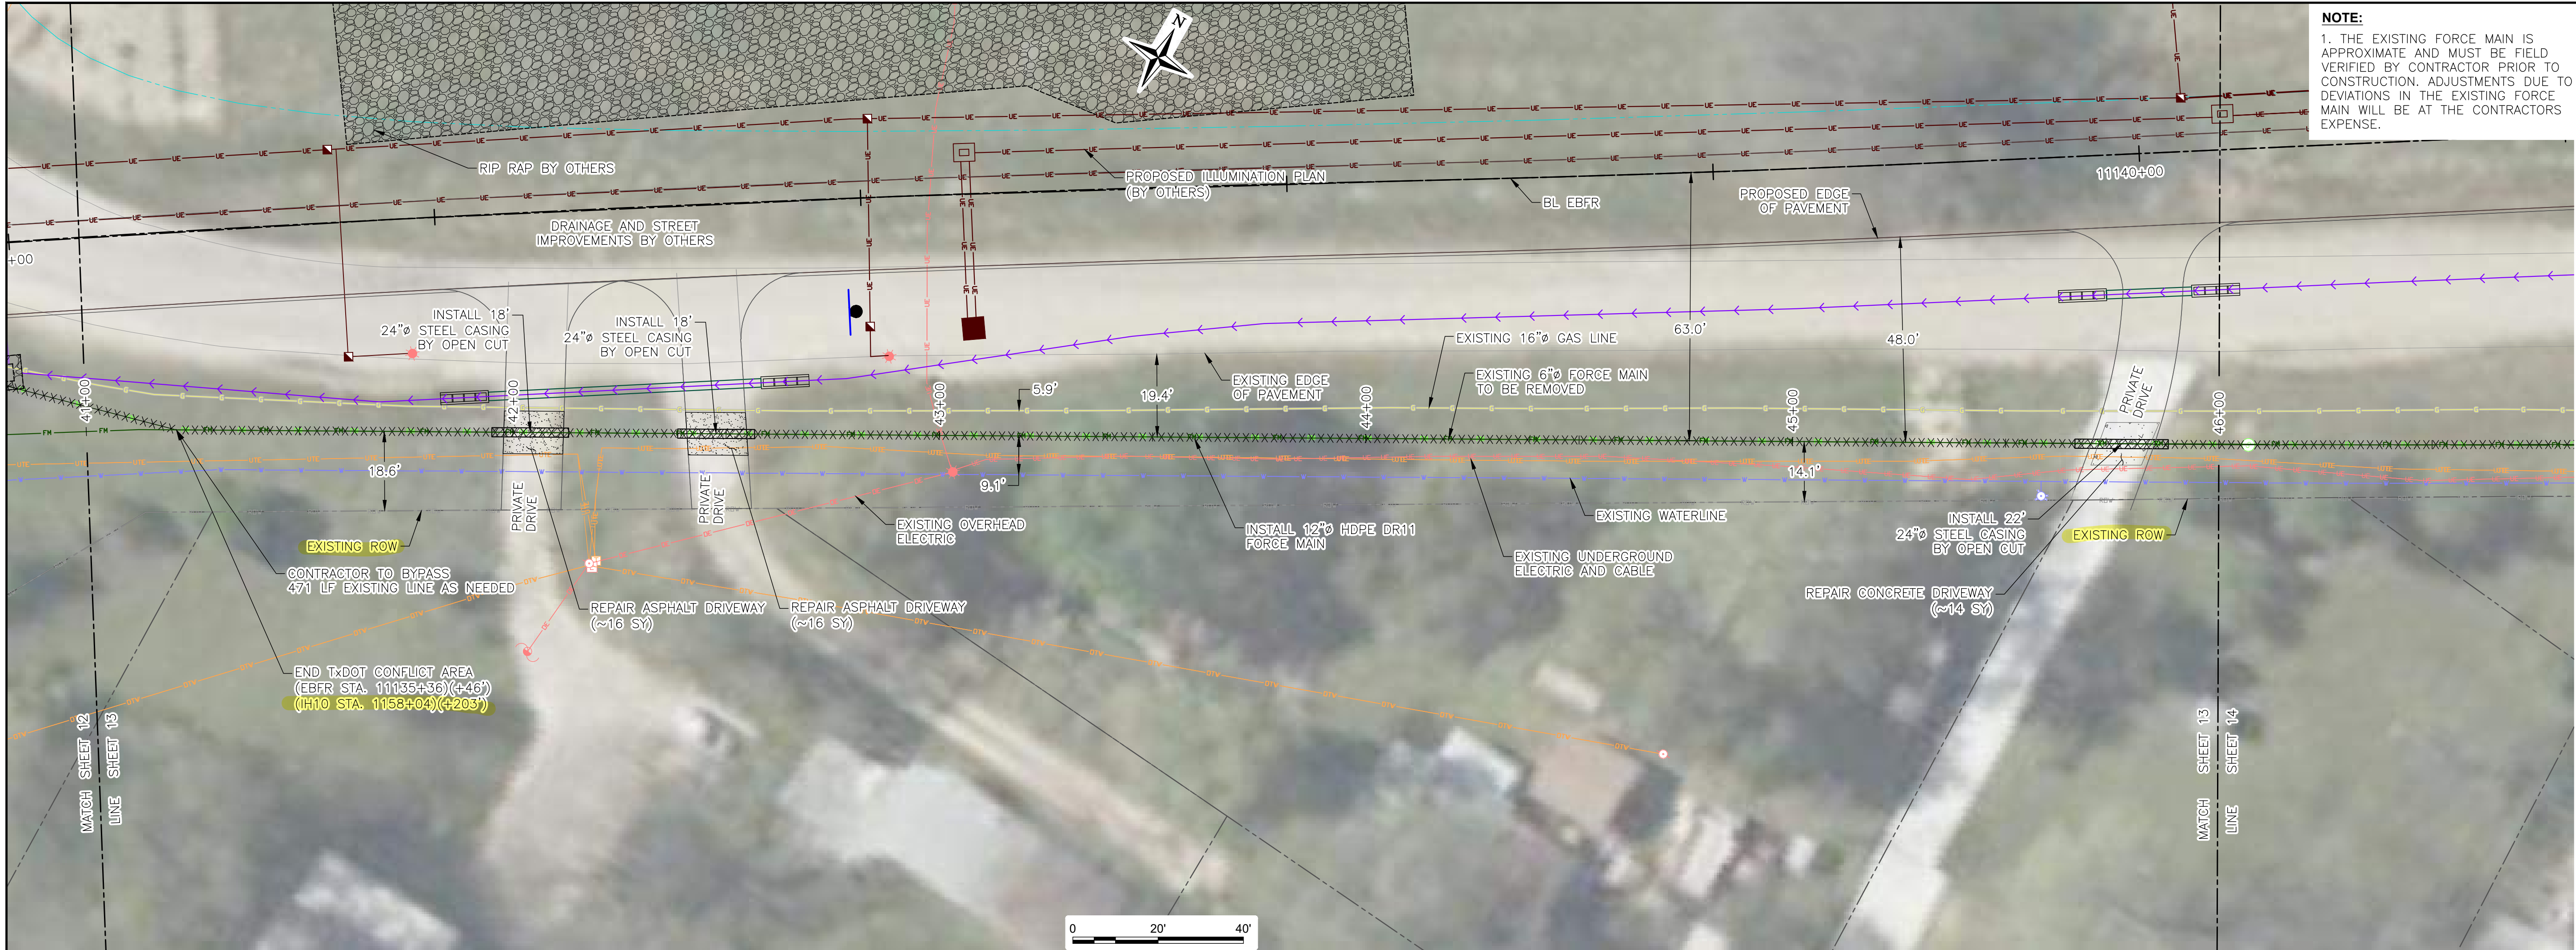 NOTE:
1. THE EXISTING FORCE MAIN IS
APPROXIMATE AND MUST BE FIELD
VERIFIED BY CONTRACTOR PRIOR TO
CONSTRUCTION. ADJUSTMENTS DUE TO
DEVIATIONS IN THE EXISTING FORCE
MAIN WILL BE AT THE CONTRACTORS
EXPENSE.
N
RIP RAP BY OTHERS
PROPOSED ILLUMINATION PLAN
(BY OTHERS)
BL EBFR
PROPOSED EDGE
OF PAVEMENT
11140+00
DRAINAGE AND STREET
IMPROVEMENTS BY OTHERS
+00
INSTALL 18'
24"ø STEEL CASING
BY OPEN CUT
INSTALL 18'
24"ø STEEL CASING
BY OPEN CUT
63.0'
48.0'
EXISTING 16"ø GAS LINE
EXISTING EDGE
OF PAVEMENT
EXISTING 6"ø FORCE MAIN
TO BE REMOVED
5.9'
19.4'
41+00
42+00
43+00
44+00
45+00
46+00
PRIVATE
DRIVE
18.6'
9.1'
14.1'
PRIVATE
DRIVE
PRIVATE
DRIVE
EXISTING ROW
EXISTING OVERHEAD
ELECTRIC
INSTALL 12"ø HDPE DR11
FORCE MAIN
EXISTING WATERLINE
EXISTING UNDERGROUND
ELECTRIC AND CABLE
INSTALL 22'
24"ø STEEL CASING
BY OPEN CUT
EXISTING ROW
CONTRACTOR TO BYPASS
471 LF EXISTING LINE AS NEEDED
REPAIR ASPHALT DRIVEWAY
(~16 SY)
REPAIR ASPHALT DRIVEWAY
(~16 SY)
REPAIR CONCRETE DRIVEWAY
(~14 SY)
END TxDOT CONFLICT AREA
(EBFR STA. 11135+36)(+46')
(IH10 STA. 1158+04)(+203')
MATCH SHEET 12
LINE SHEET 13
MATCH SHEET 13
LINE SHEET 14
0 20' 40'